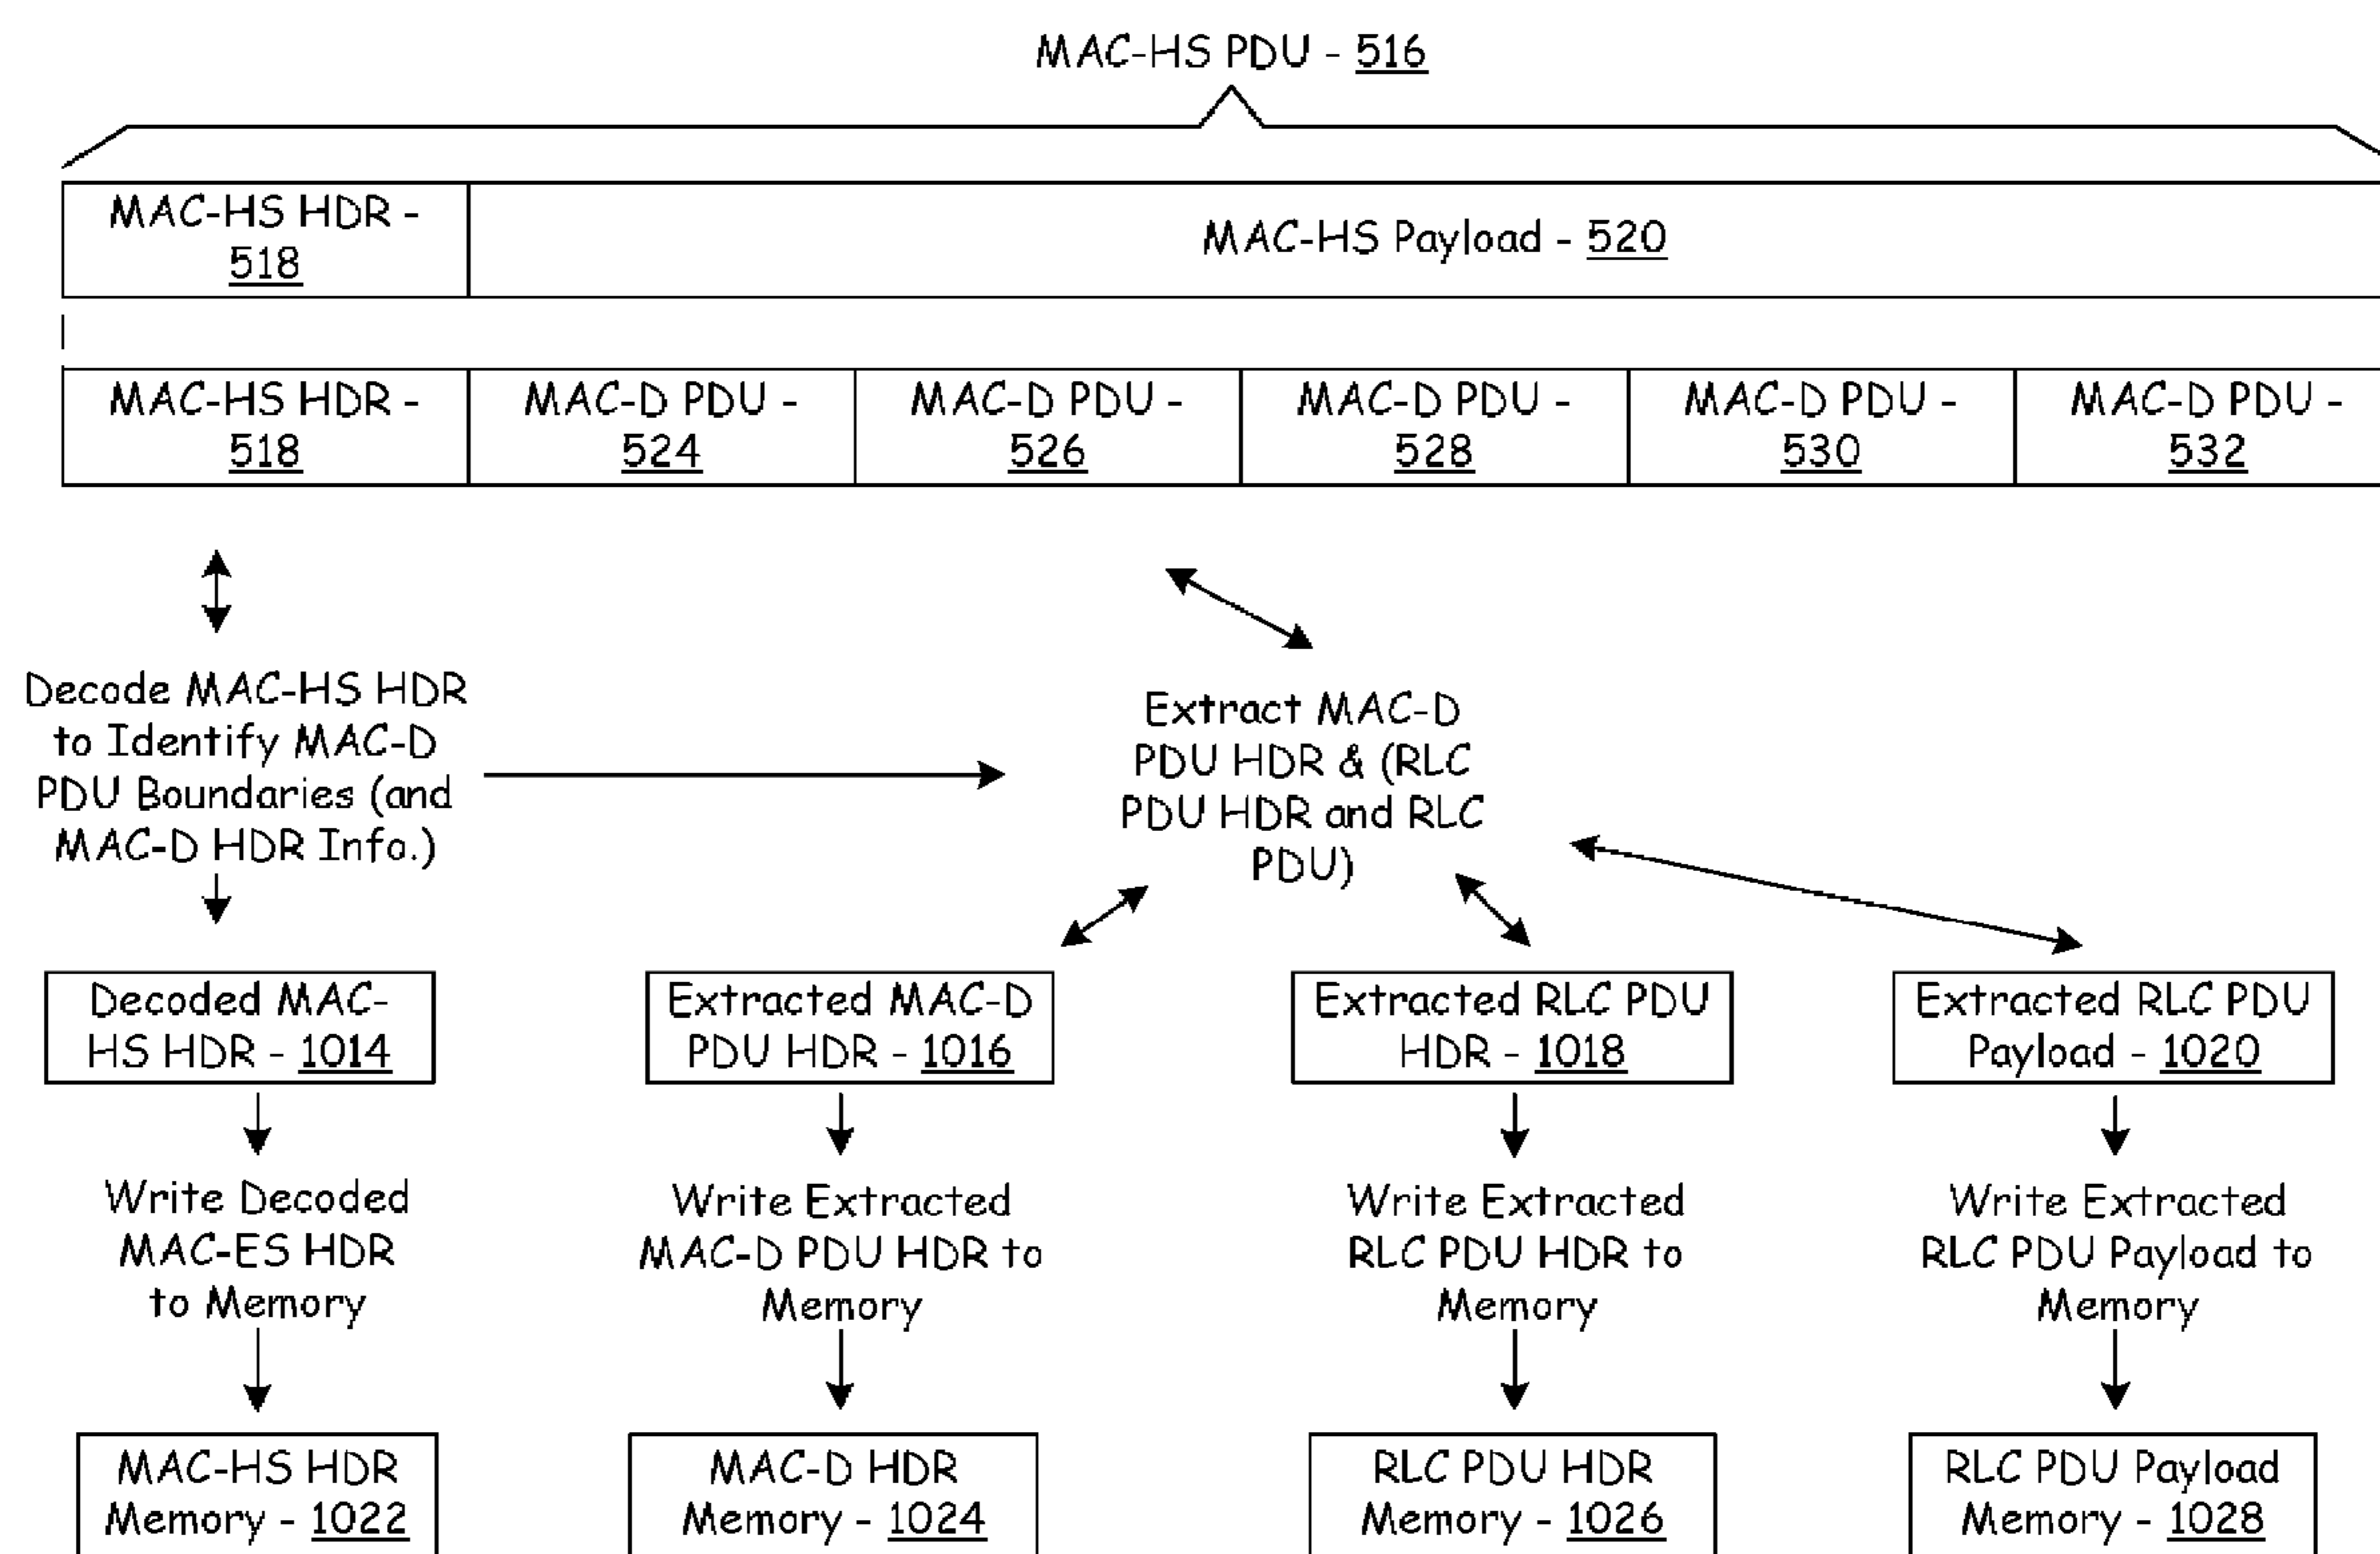 MAC-HS PDU - 516
MAC-HS HDR -
518
MAC-HS Payload - 520
MAC-HS HDR -
518
MAC-D PDU -
524
MAC-D PDU -
526
MAC-D PDU -
528
MAC-D PDU -
530
MAC-D PDU -
532
Decode MAC-HS HDR
to Identify MAC-D
PDU Boundaries (and
MAC-D HDR Info.)
Extract MAC-D
PDU HDR & (RLC
PDU HDR and RLC
PDU)
Decoded MAC-
HS HDR - 1014
Extracted MAC-D
PDU HDR - 1016
Extracted RLC PDU
HDR - 1018
Extracted RLC PDU
Payload - 1020
Write Decoded
MAC-ES HDR
to Memory
Write Extracted
MAC-D PDU HDR to
Memory
Write Extracted
RLC PDU HDR to
Memory
Write Extracted
RLC PDU Payload to
Memory
MAC-HS HDR
Memory - 1022
MAC-D HDR
Memory - 1024
RLC PDU HDR
Memory - 1026
RLC PDU Payload
Memory - 1028